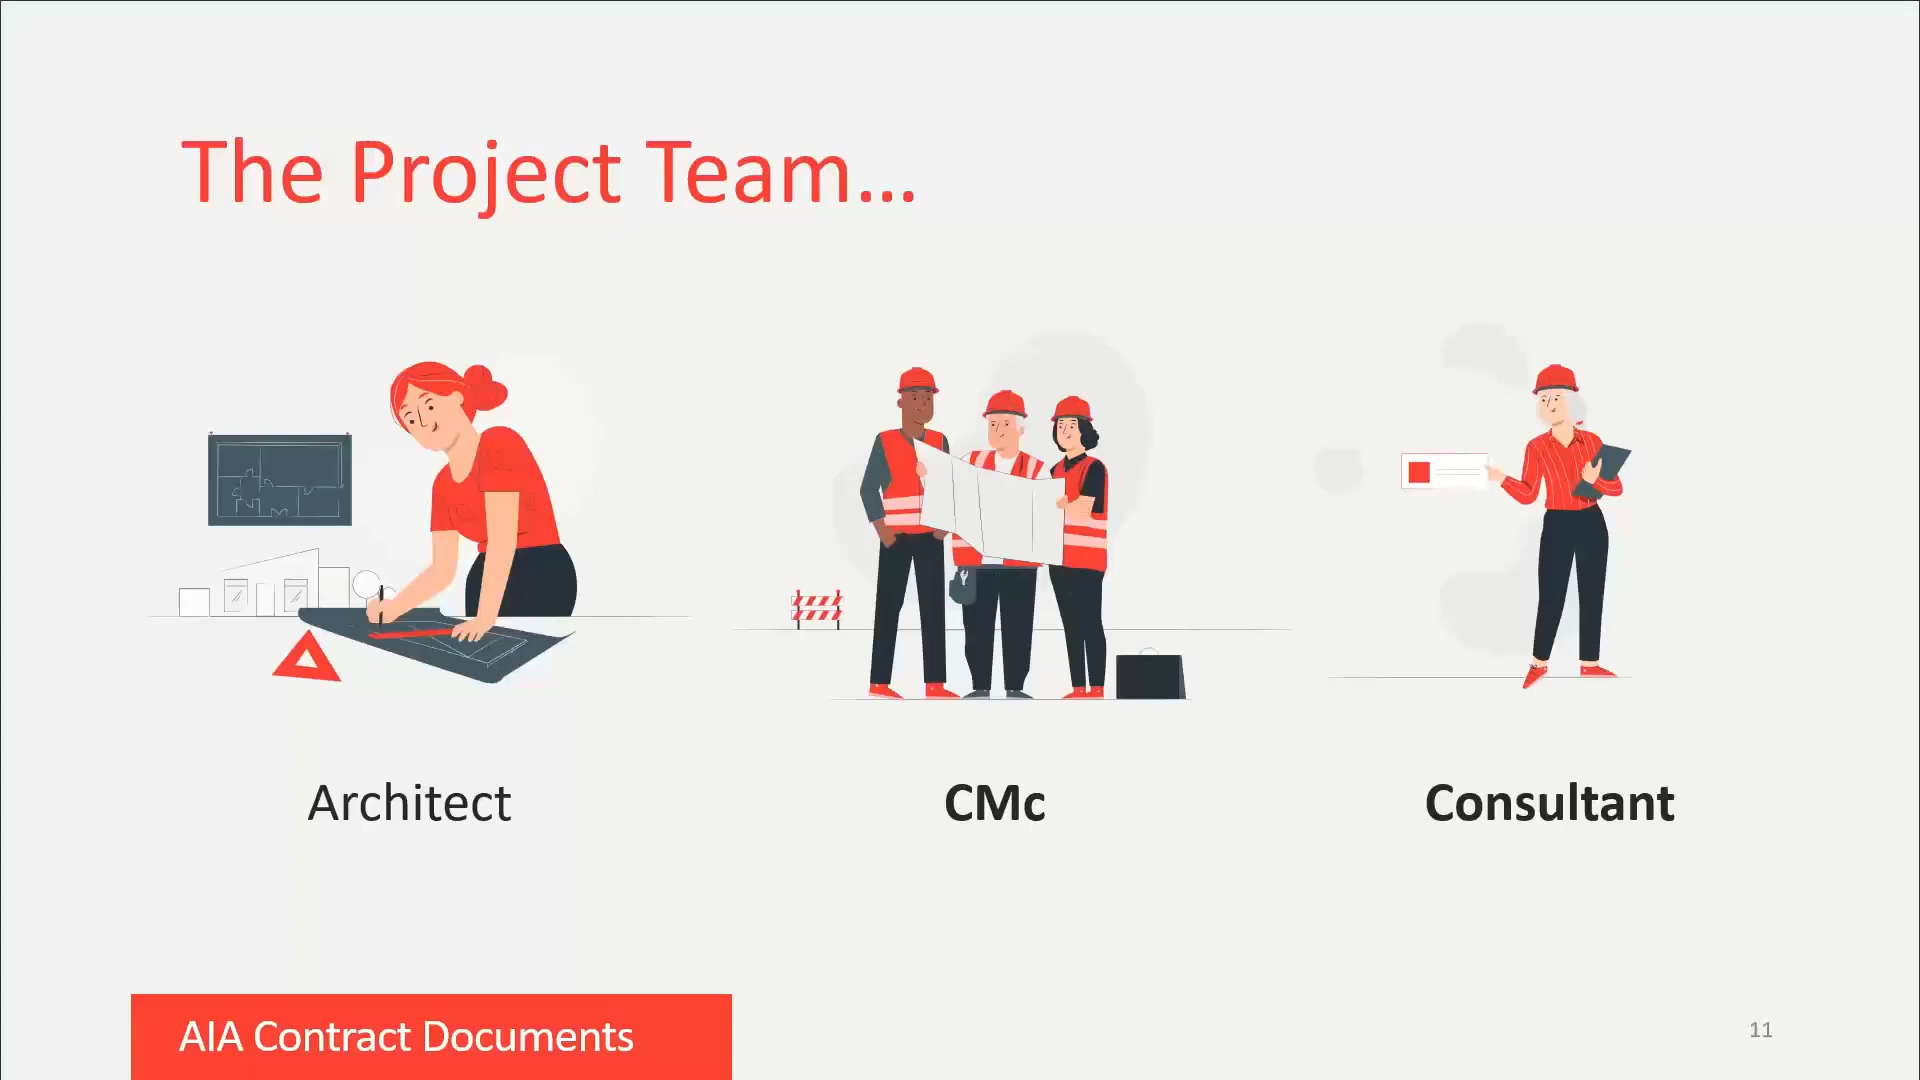 The Project Team...
Architect
CMc
Consultant
AIA Contract Documents
11